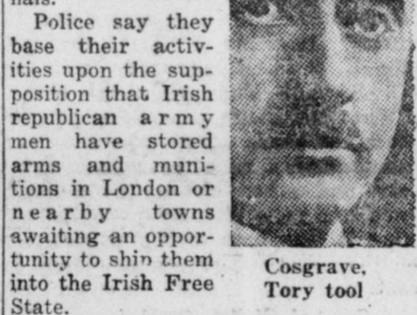 Police say they
base their activ-
ities upon the sup-
position that Irish
republican army
men have stored
arms and muni-
tions in London or
nearby towns
awaiting an oppor-
tunity to ship them
into the Irish Free
State.
Cosgrave,
Tory tool